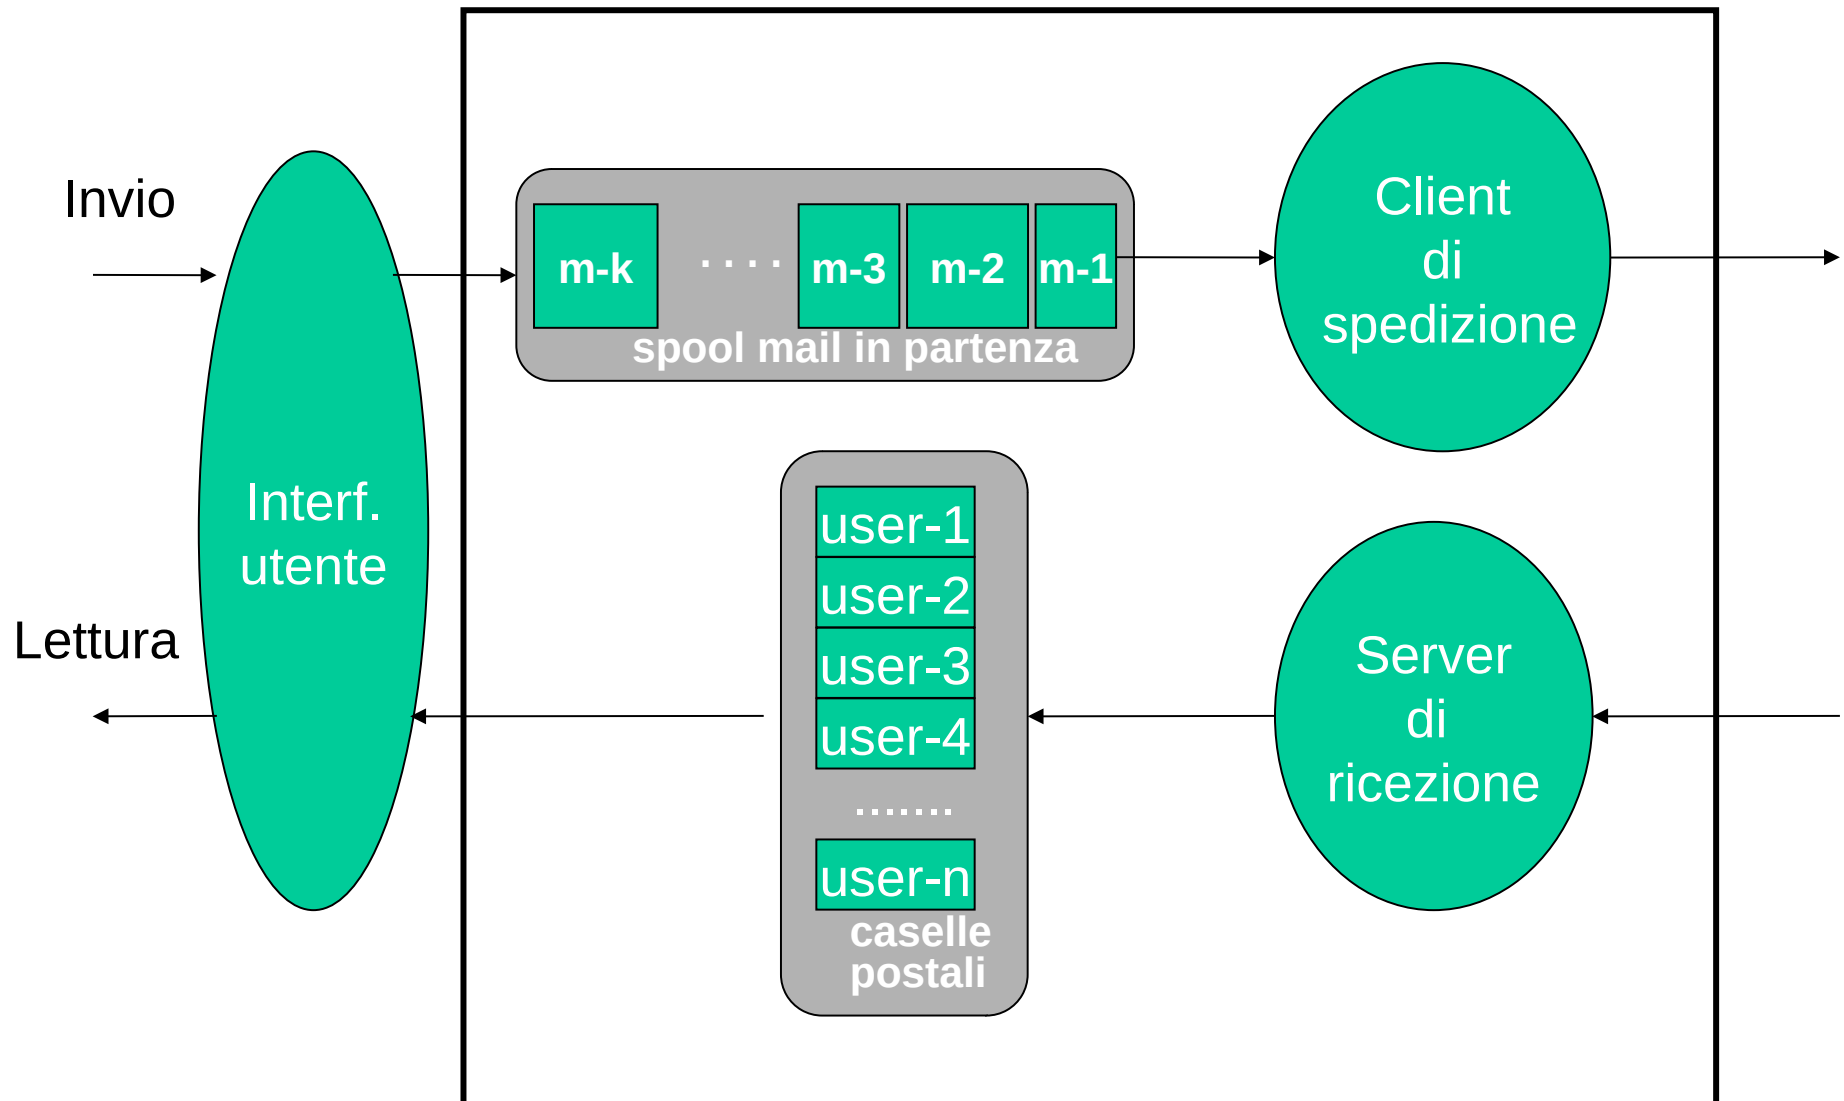 Invio
Lettura
Interf.
utente
m-k
. . . .
m-3
m-2
m-1
spool mail in partenza
Client
di
spedizione
user-1
user-2
user-3
user-4
.......
user-n
caselle
postali
Server
di
ricezione